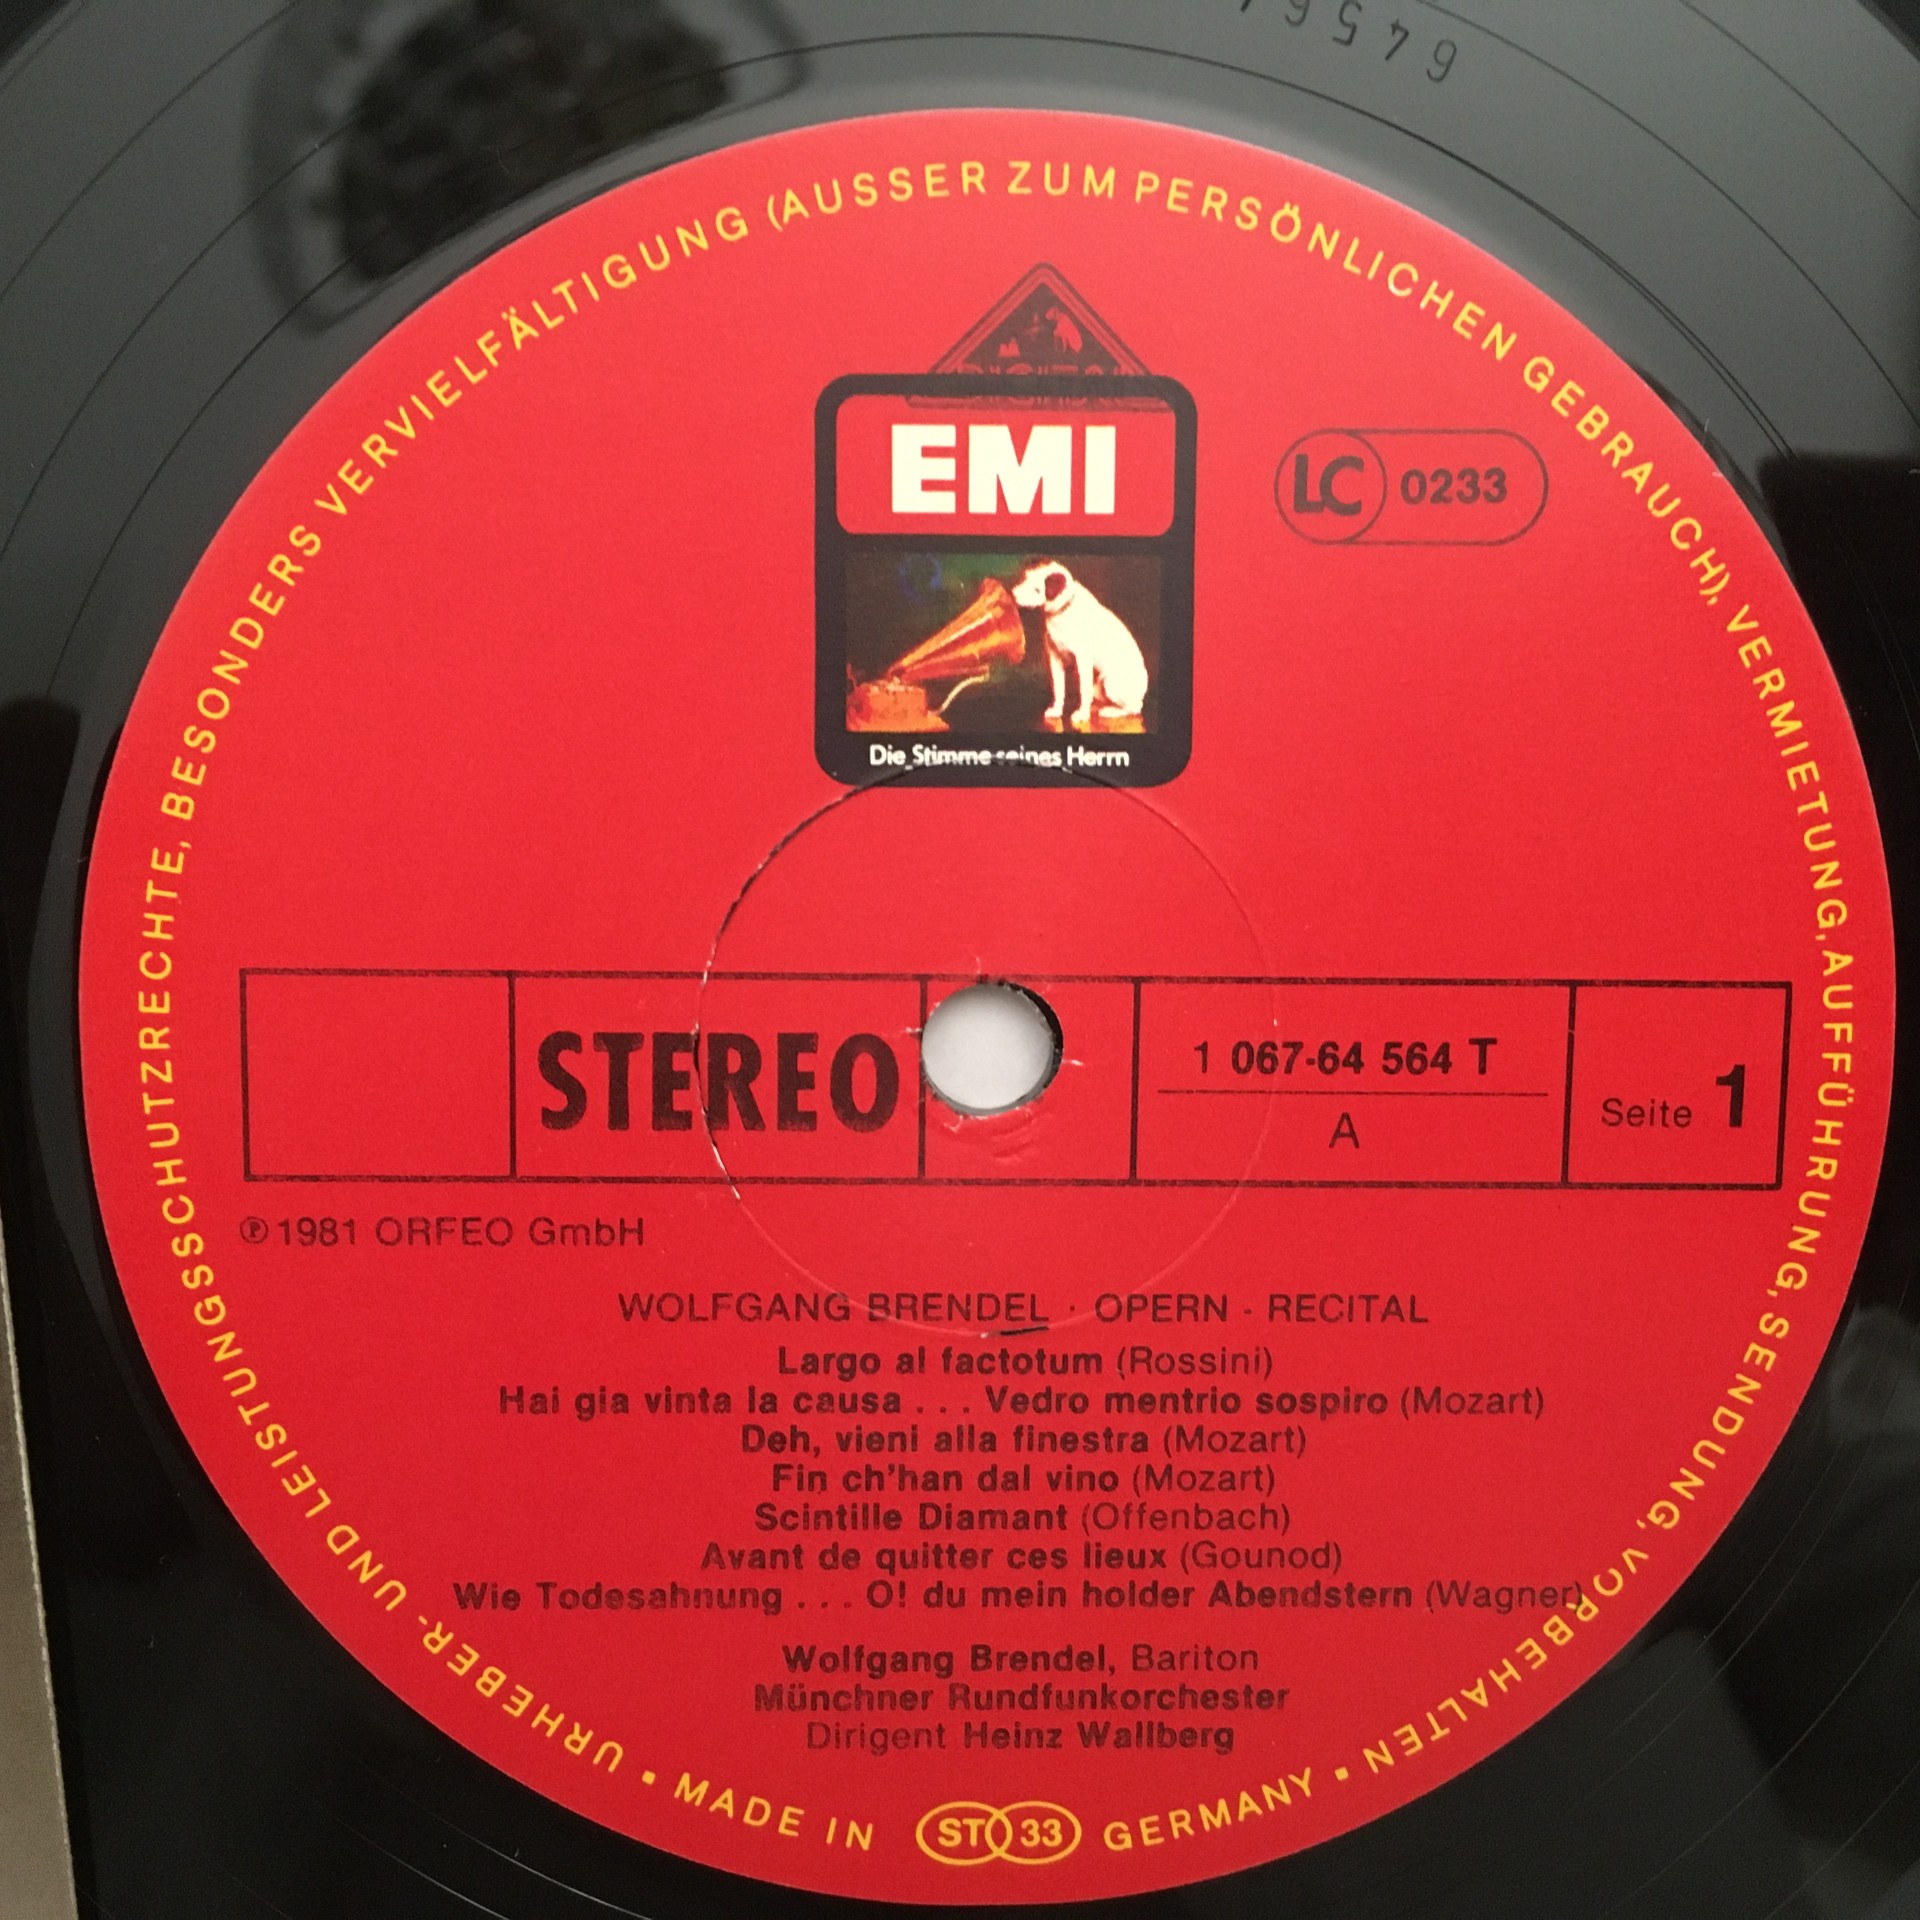 URHEBER- UND LEISTUNGSSCHUTZRECHTE, BESONDERS VERVIELFÄLTIGUNG (AUSSER ZUM PERSÖNLICHEN GEBRAUCH), VERMIETUNG, AUFFÜHRUNG, SENDUNG, VORBEHALTEN • MADE IN ST 33 GERMANY •
DIGITAL
EMI
LC 0233
Die Stimme seines Herrn
STEREO
1 067-64 564 T
A
Seite 1
℗ 1981 ORFEO GmbH
WOLFGANG BRENDEL · OPERN - RECITAL
Largo al factotum (Rossini)
Hai gia vinta la causa . . . Vedro mentrio sospiro (Mozart)
Deh, vieni alla finestra (Mozart)
Fin ch'han dal vino (Mozart)
Scintille Diamant (Offenbach)
Avant de quitter ces lieux (Gounod)
Wie Todesahnung . . . O! du mein holder Abendstern (Wagner)
Wolfgang Brendel, Bariton
Münchner Rundfunkorchester
Dirigent Heinz Wallberg